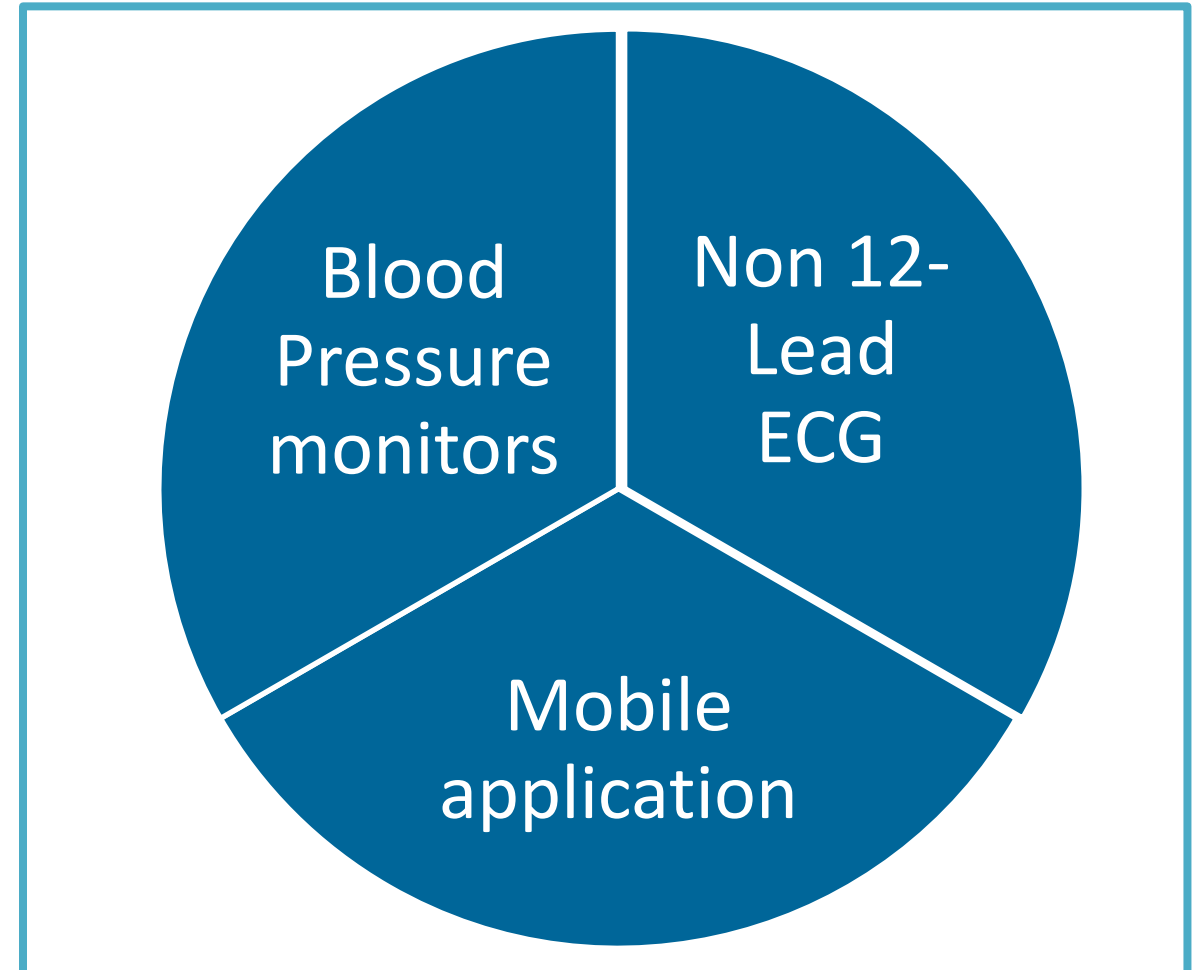 Blood
Pressure
monitors
Non 12-
Lead
ECG
Mobile
application